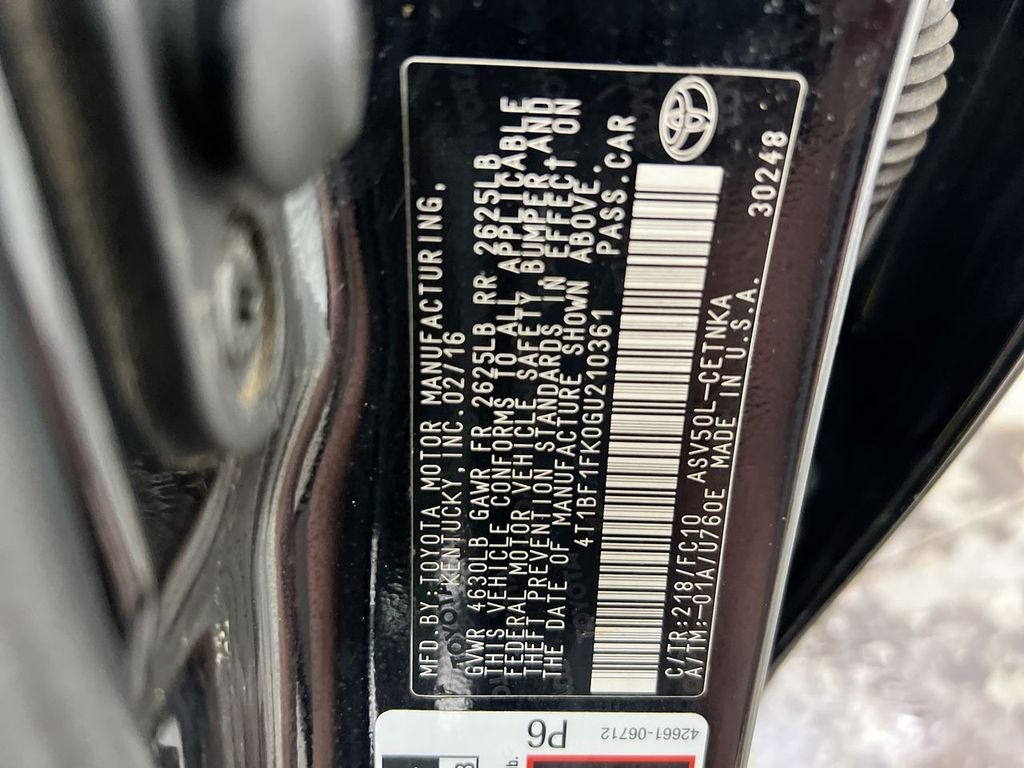 MFD.BY:TOYOTA MOTOR MANUFACTURING,
KENTUCKY,INC. 02/16
GVWR 4630LB GAWR FR 2625LB RR 2625LB
THIS VEHICLE CONFORMS TO ALL APPLICABLE
FEDERAL MOTOR VEHICLE SAFETY, BUMPER, AND
THEFT PREVENTION STANDARDS IN EFFECT ON
THE DATE OF MANUFACTURE SHOWN ABOVE.
4T1BF1FK0GU210361 PASS.CAR
C/TR:218/FC10 ASV50L-CETNKA
A/TM:-01A/U760E MADE IN U.S.A. 30248
P6
42661-06712